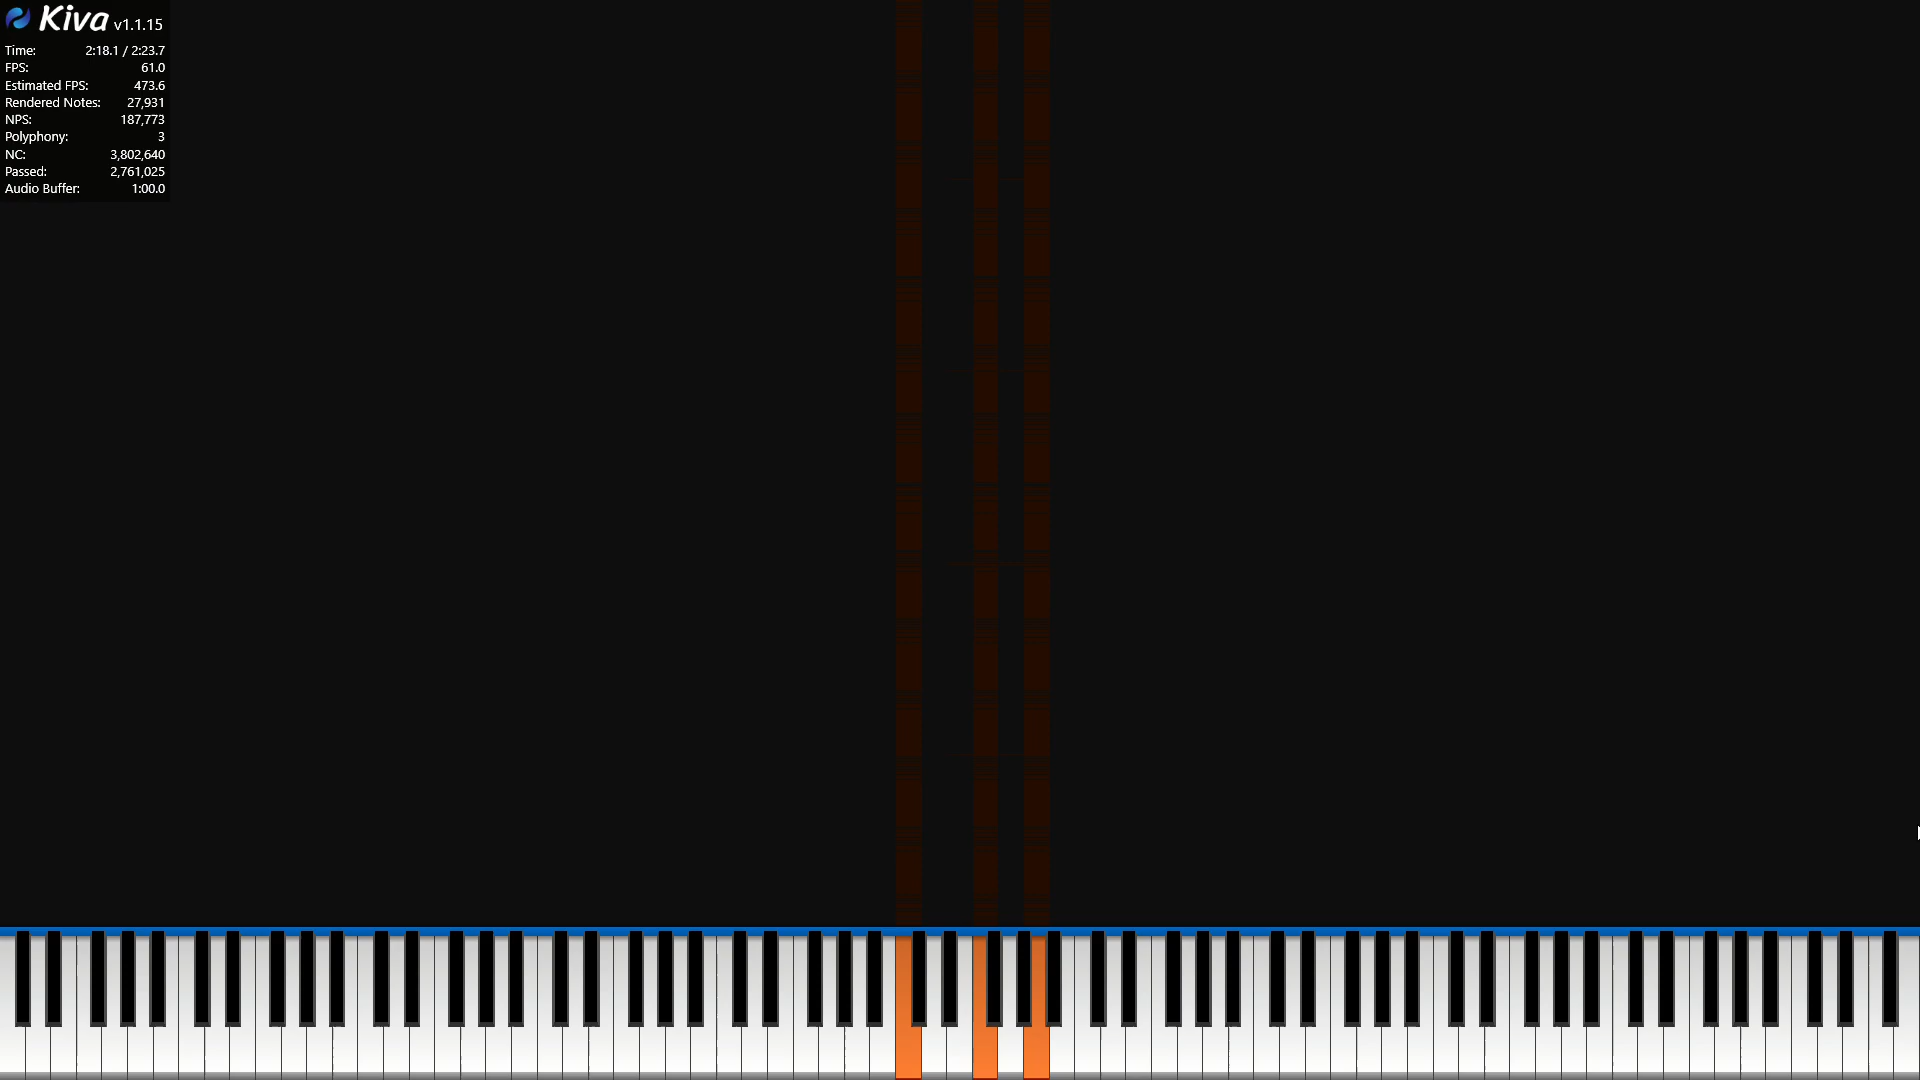 Kiva v1.1.15
Time: 2:18.1 / 2:23.7
FPS: 61.0
Estimated FPS: 473.6
Rendered Notes: 27,931
NPS: 187,773
Polyphony: 3
NC: 3,802,640
Passed: 2,761,025
Audio Buffer: 1:00.0